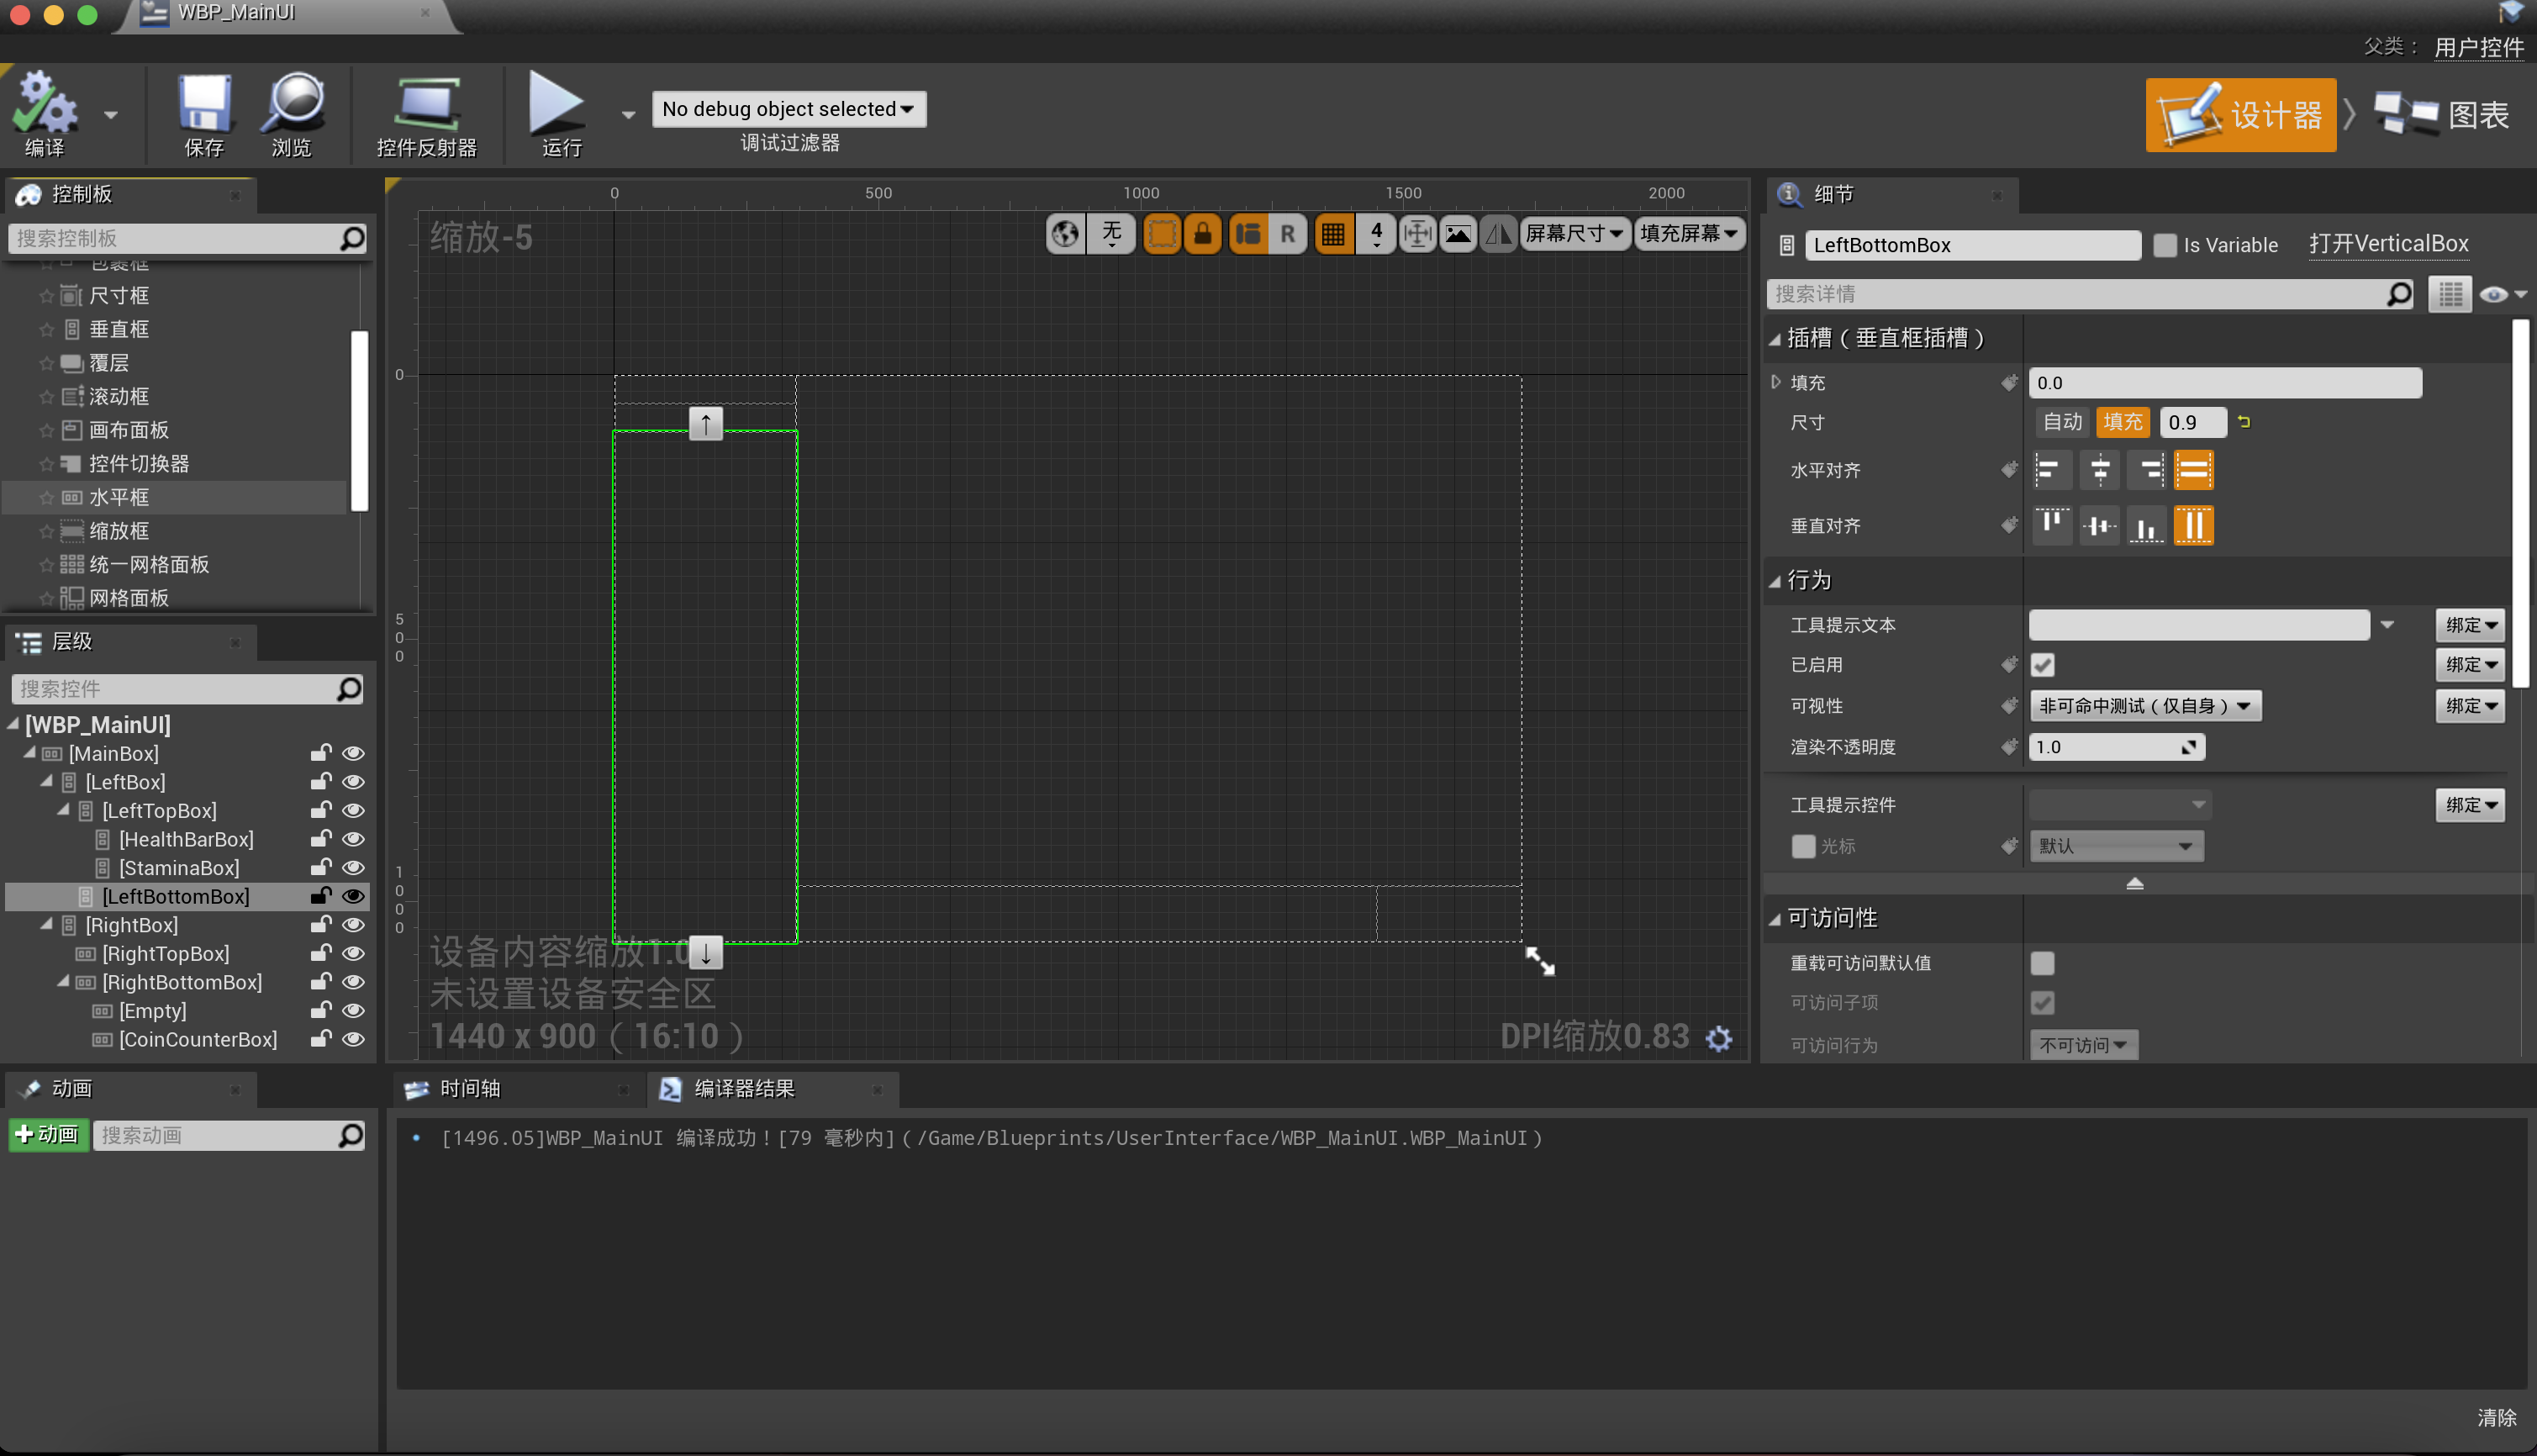 WBP_MainUI
父类： 用户控件
编译
保存
浏览
控件反射器
运行
No debug object selected
调试过滤器
设计器
图表
控制板
搜索控制板
包裹框
尺寸框
垂直框
覆层
滚动框
画布面板
控件切换器
水平框
缩放框
统一网格面板
网格面板
层级
搜索控件
[WBP_MainUI]
[MainBox]
[LeftBox]
[LeftTopBox]
[HealthBarBox]
[StaminaBox]
[LeftBottomBox]
[RightBox]
[RightTopBox]
[RightBottomBox]
[Empty]
[CoinCounterBox]
动画
+动画
搜索动画
0 500 1000 1500 2000
缩放-5
无
R
4
屏幕尺寸
填充屏幕
0
500
1000
设备内容缩放1.0
未设置设备安全区
1440 x 900（16:10）
DPI缩放0.83
细节
LeftBottomBox
Is Variable
打开VerticalBox
搜索详情
插槽（垂直框插槽）
填充 0.0
尺寸 自动 填充 0.9
水平对齐
垂直对齐
行为
工具提示文本 绑定
已启用 绑定
可视性 非可命中测试（仅自身） 绑定
渲染不透明度 1.0
工具提示控件 绑定
光标 默认
可访问性
重载可访问默认值
可访问子项
可访问行为 不可访问
时间轴
编译器结果
[1496.05]WBP_MainUI 编译成功！[79 毫秒内]（/Game/Blueprints/UserInterface/WBP_MainUI.WBP_MainUI）
清除